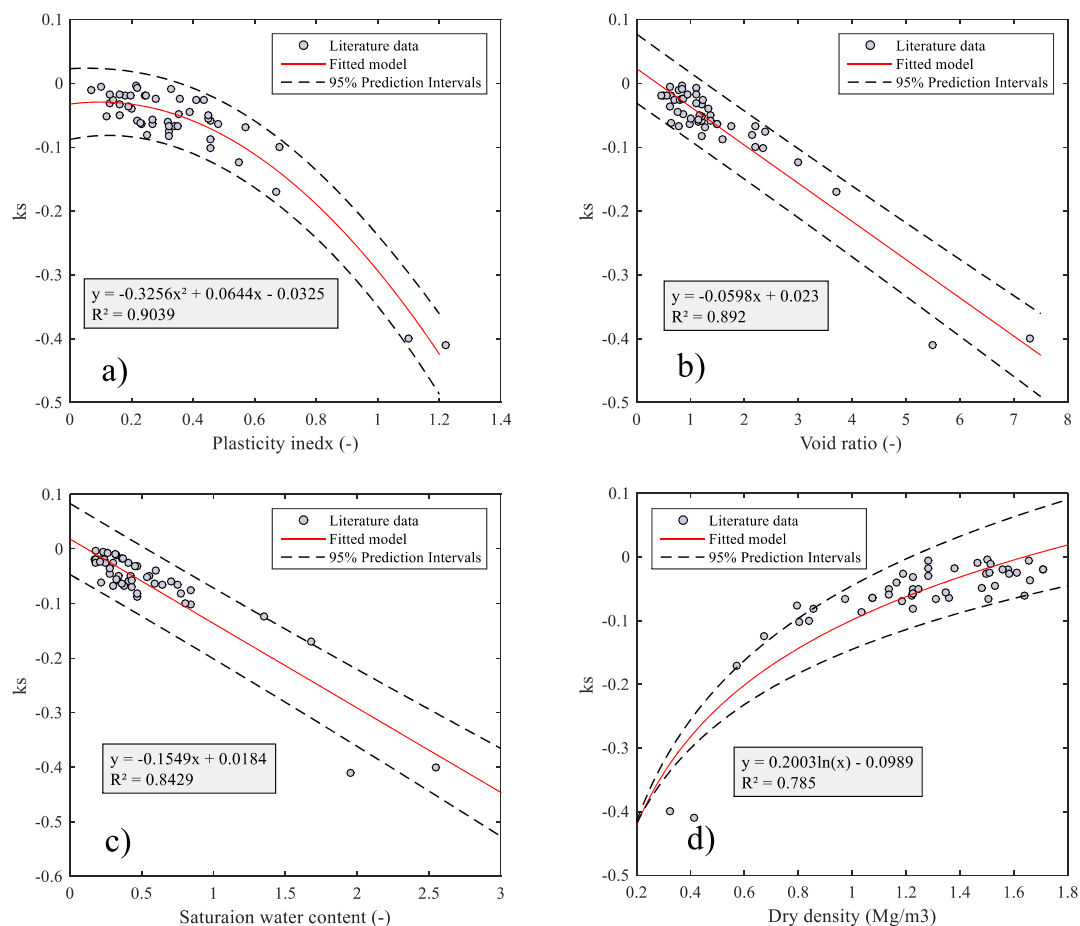 0.1
0
-0.1
-0.2
-0.3
-0.4
-0.5
ks
0
0.2
0.4
0.6
0.8
1
1.2
1.4
Plasticity inedx (-)
Literature data
Fitted model
95% Prediction Intervals
y = -0.3256x² + 0.0644x - 0.0325
R² = 0.9039
a)
0.1
0
-0.1
-0.2
-0.3
-0.4
-0.5
ks
0
1
2
3
4
5
6
7
8
Void ratio (-)
Literature data
Fitted model
95% Prediction Intervals
y = -0.0598x + 0.023
R² = 0.892
b)
0.1
0
-0.1
-0.2
-0.3
-0.4
-0.5
-0.6
ks
0
0.5
1
1.5
2
2.5
3
Saturaion water content (-)
Literature data
Fitted model
95% Prediction Intervals
y = -0.1549x + 0.0184
R² = 0.8429
c)
0.1
0
-0.1
-0.2
-0.3
-0.4
-0.5
ks
0.2
0.4
0.6
0.8
1
1.2
1.4
1.6
1.8
Dry density (Mg/m3)
Literature data
Fitted model
95% Prediction Intervals
y = 0.2003ln(x) - 0.0989
R² = 0.785
d)